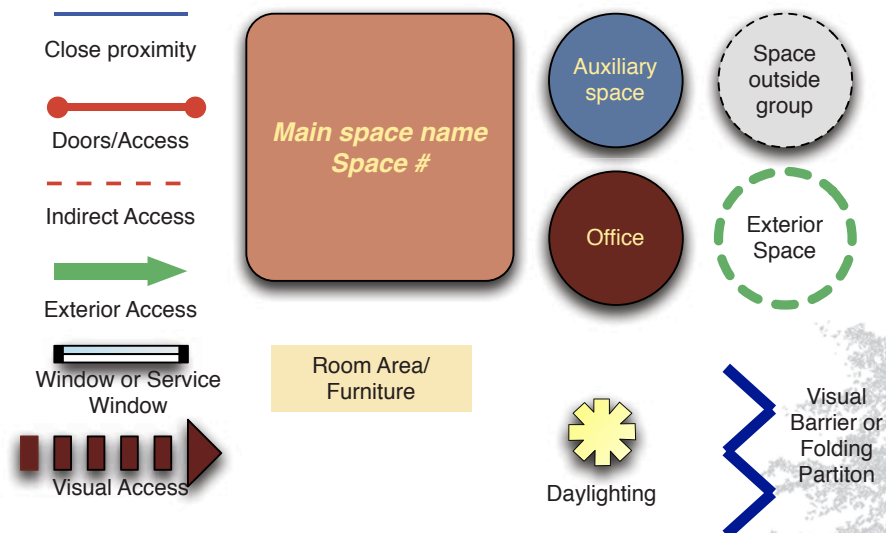 Close proximity
Doors/Access
Indirect Access
Exterior Access
Window or Service
Window
Visual Access
Main space name
Space #
Room Area/
Furniture
Auxiliary
space
Space
outside
group
Office
Exterior
Space
Daylighting
Visual
Barrier or
Folding
Partiton